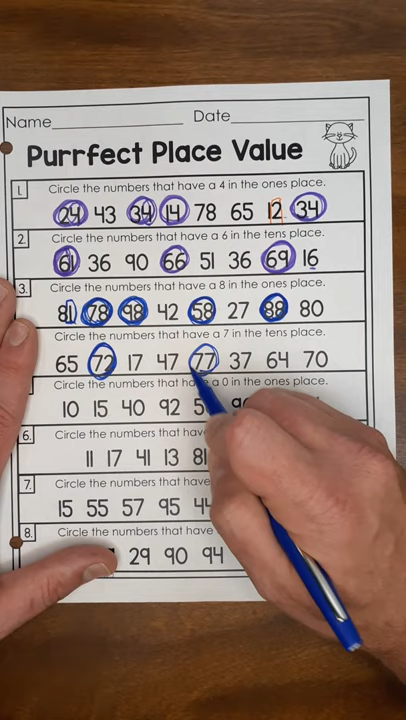 Name Date
Purrfect Place Value
1. Circle the numbers that have a 4 in the ones place.
24 43 34 14 78 65 12 34
2. Circle the numbers that have a 6 in the tens place.
61 36 90 66 51 36 69 16
3. Circle the numbers that have a 8 in the ones place.
81 78 98 42 58 27 88 80
Circle the numbers that have a 7 in the tens place.
65 72 17 47 77 37 64 70
Circle the numbers that have a 0 in the ones place.
10 15 40 92
6. Circle the numbers that have
11 17 41 13 81
7. Circle the numbers that have
15 55 57 95 44
8. Circle the numbers that have
29 90 94